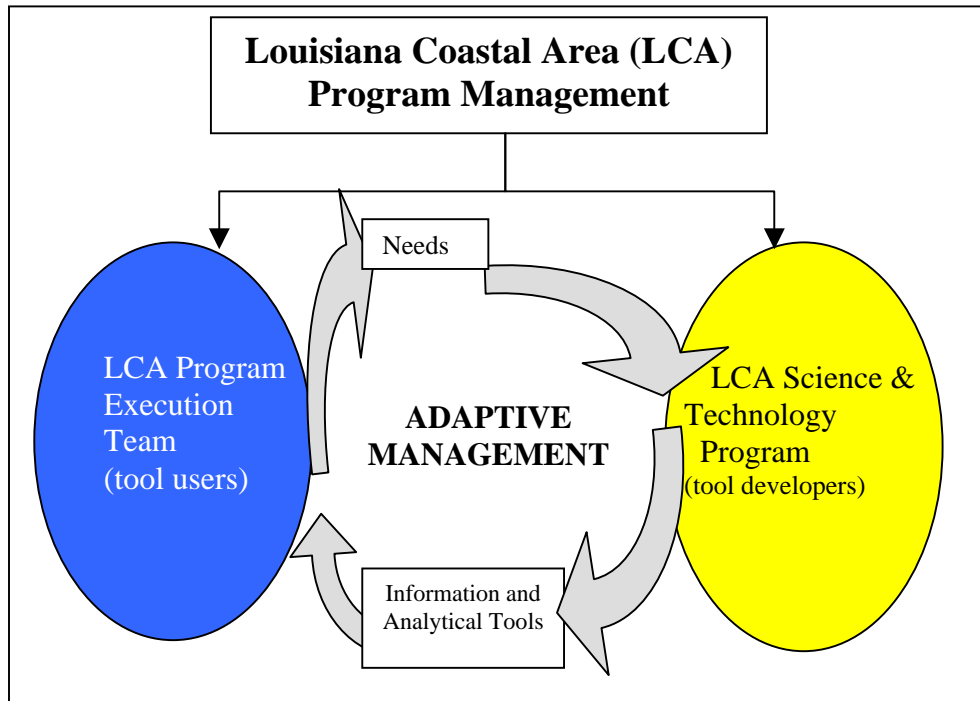 Louisiana Coastal Area (LCA)
Program Management
Needs
LCA Program
Execution
Team
(tool users)
ADAPTIVE
MANAGEMENT
LCA Science &
Technology
Program
(tool developers)
Information and
Analytical Tools